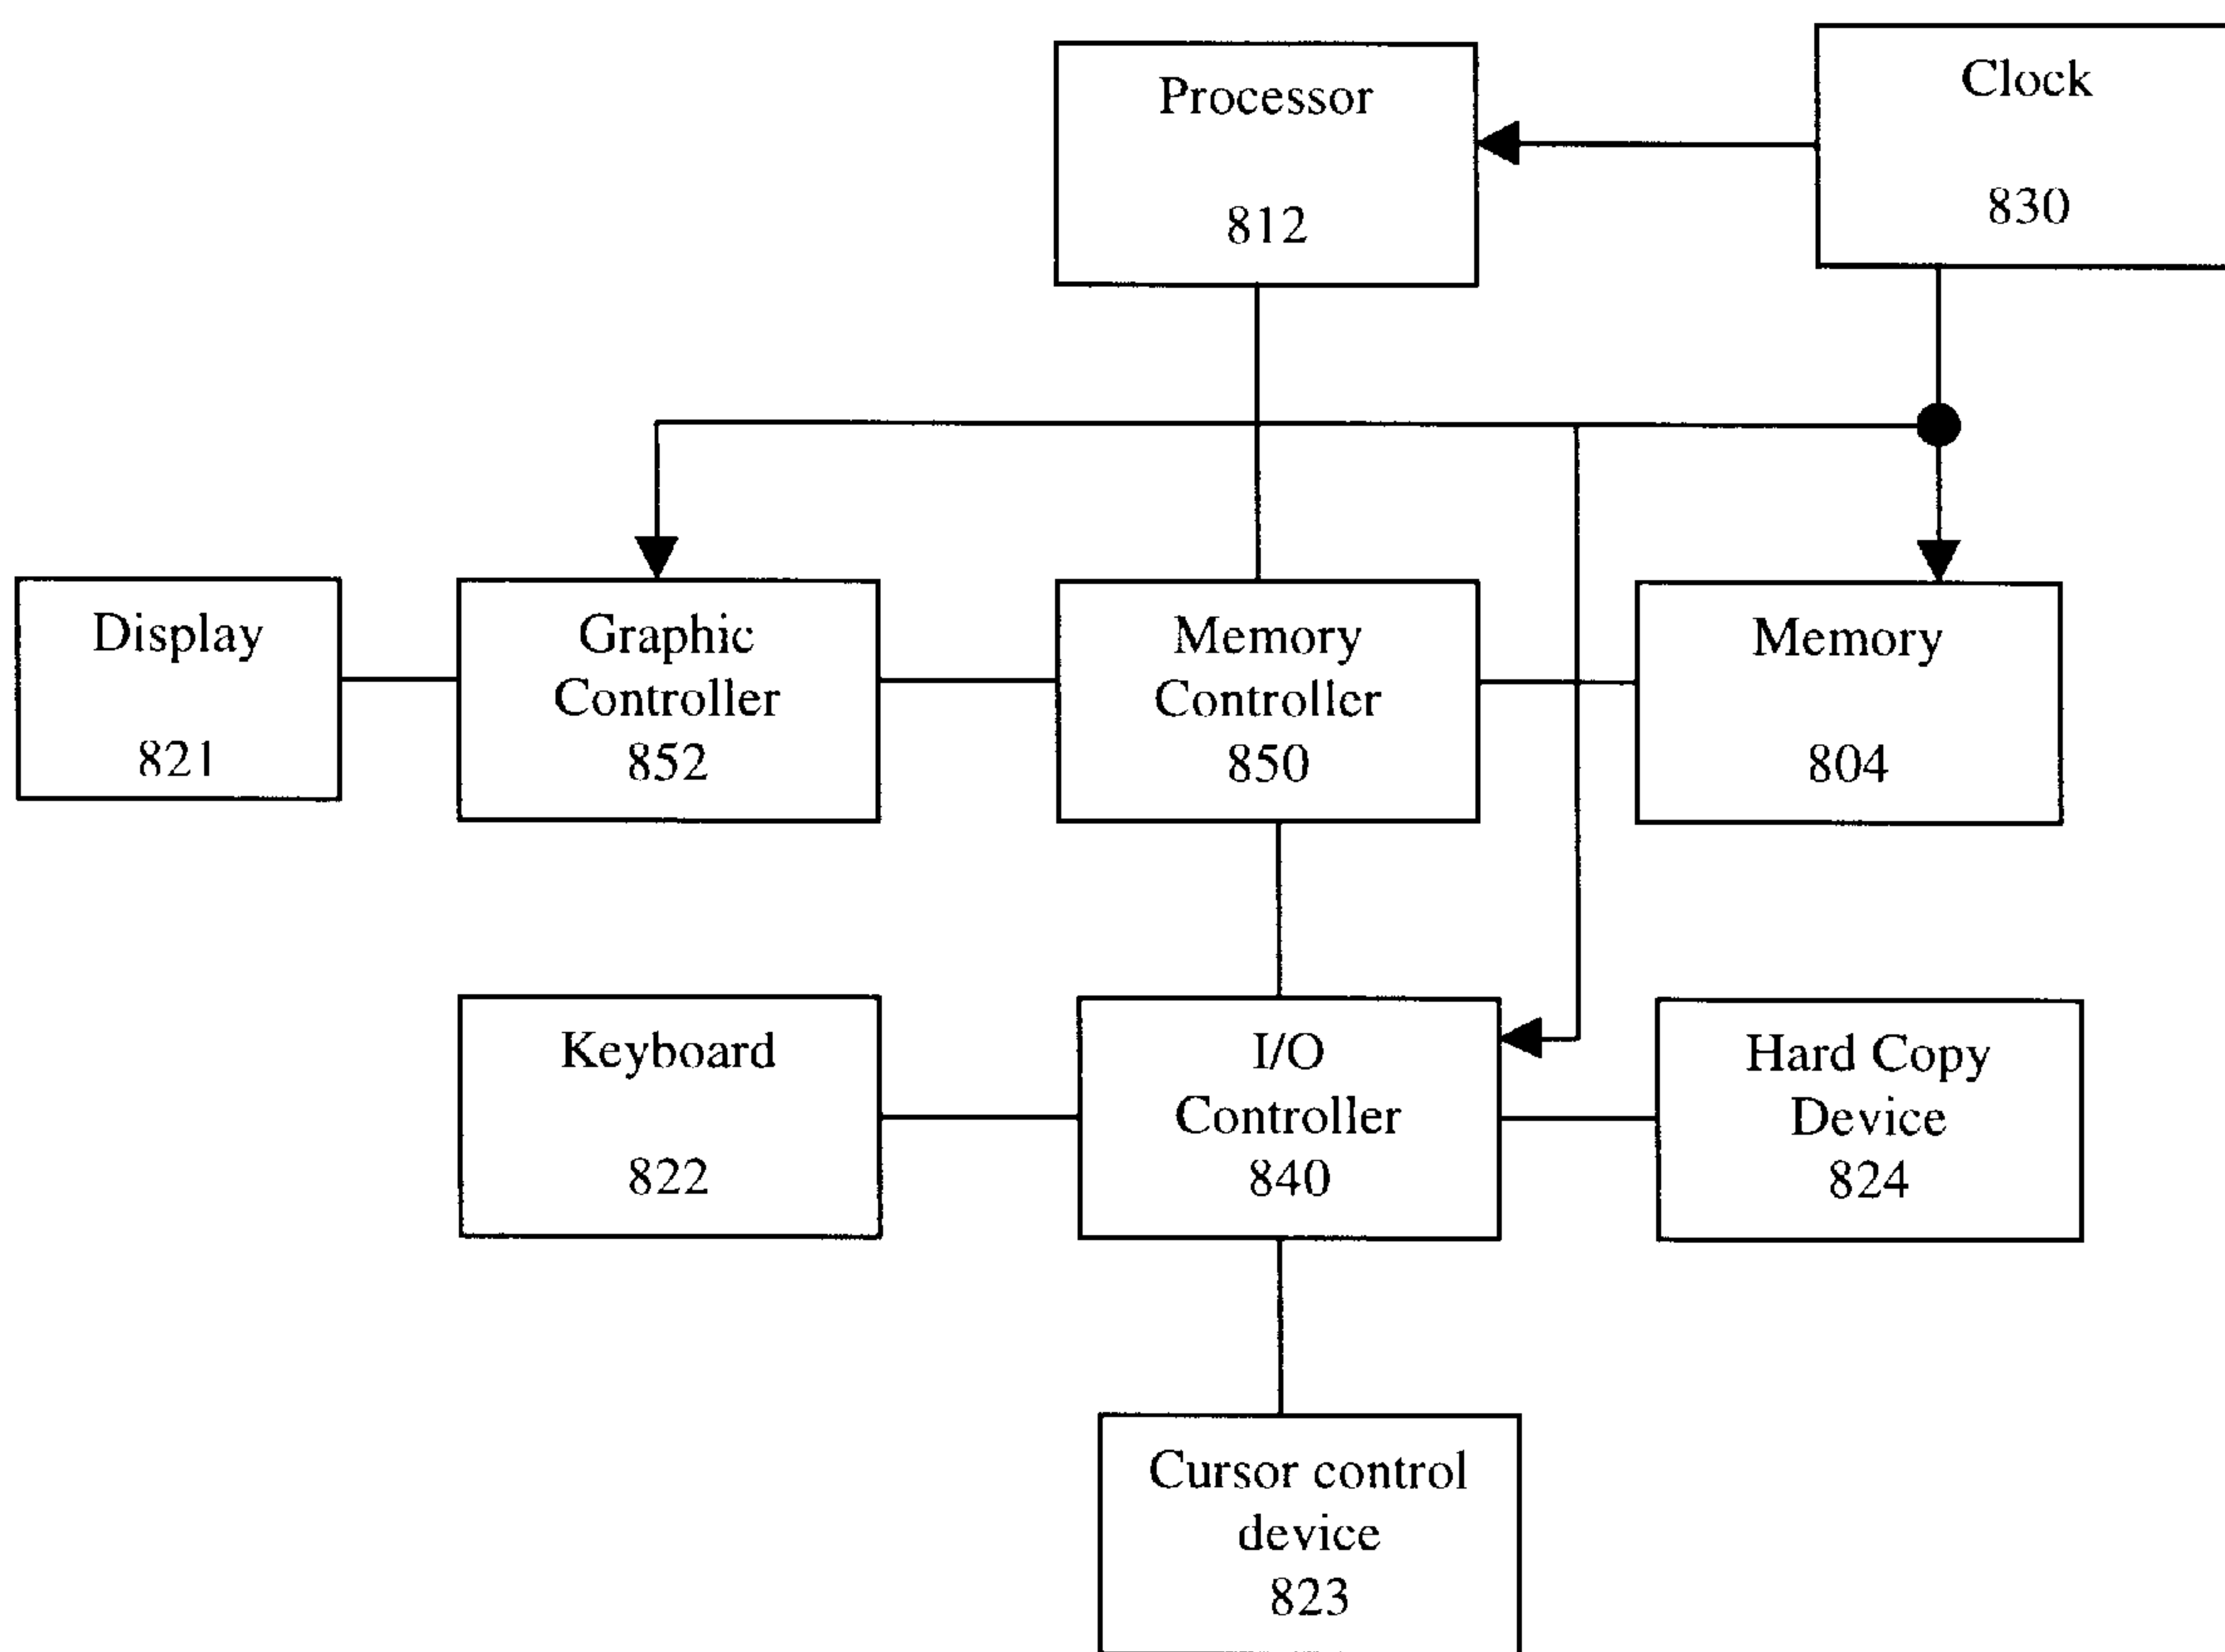 Processor
812
Clock
830
Display
821
Graphic
Controller
852
Memory
Controller
850
Memory
804
Keyboard
822
I/O
Controller
840
Hard Copy
Device
824
Cursor control
device
823